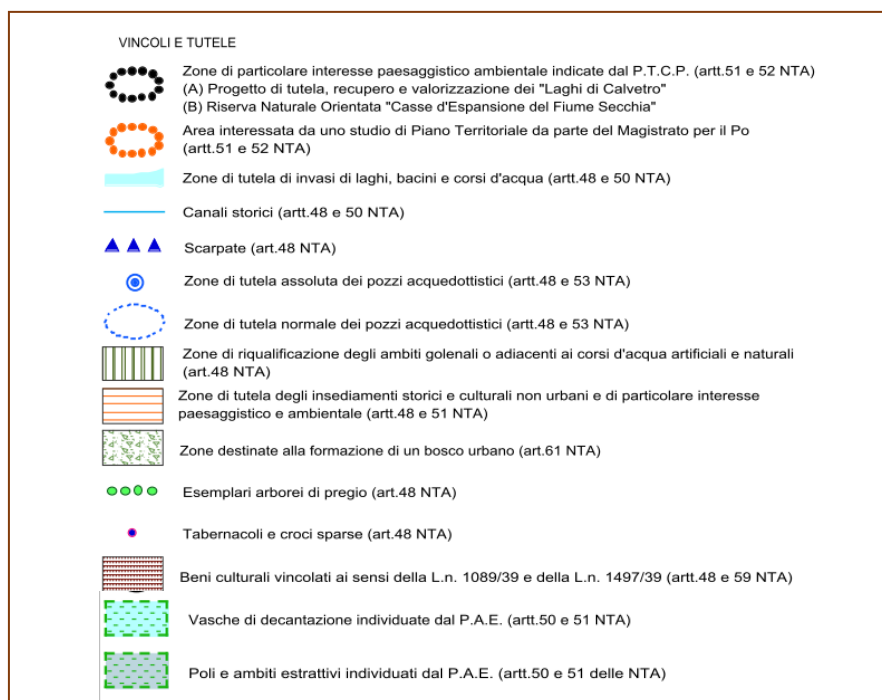 VINCOLI E TUTELE
Zone di particolare interesse paesaggistico ambientale indicate dal P.T.C.P. (artt.51 e 52 NTA)
(A) Progetto di tutela, recupero e valorizzazione dei "Laghi di Calvetro"
(B) Riserva Naturale Orientata "Casse d'Espansione del Fiume Secchia"
Area interessata da uno studio di Piano Territoriale da parte del Magistrato per il Po
(artt.51 e 52 NTA)
Zone di tutela di invasi di laghi, bacini e corsi d'acqua (artt.48 e 50 NTA)
Canali storici (artt.48 e 50 NTA)
Scarpate (art.48 NTA)
Zone di tutela assoluta dei pozzi acquedottistici (artt.48 e 53 NTA)
Zone di tutela normale dei pozzi acquedottistici (artt.48 e 53 NTA)
Zone di riqualificazione degli ambiti golenali o adiacenti ai corsi d'acqua artificiali e naturali
(art.48 NTA)
Zone di tutela degli insediamenti storici e culturali non urbani e di particolare interesse
paesaggistico e ambientale (artt.48 e 51 NTA)
Zone destinate alla formazione di un bosco urbano (art.61 NTA)
Esemplari arborei di pregio (art.48 NTA)
Tabernacoli e croci sparse (art.48 NTA)
Beni culturali vincolati ai sensi della L.n. 1089/39 e della L.n. 1497/39 (artt.48 e 59 NTA)
Vasche di decantazione individuate dal P.A.E. (artt.50 e 51 NTA)
Poli e ambiti estrattivi individuati dal P.A.E. (artt.50 e 51 delle NTA)